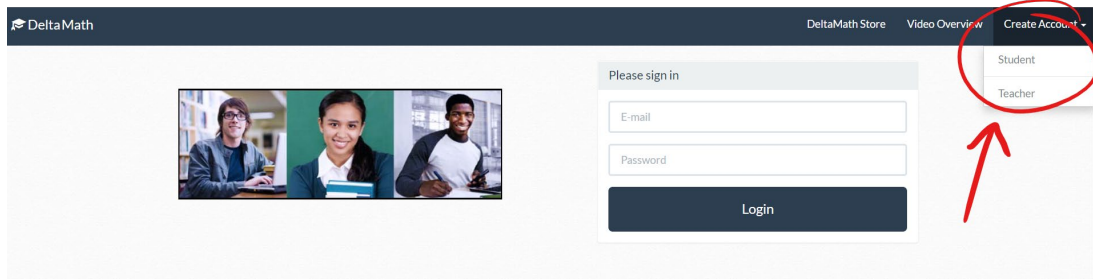 DeltaMath
DeltaMath Store Video Overview Create Account
Student
Teacher
Please sign in
E-mail
Password
Login